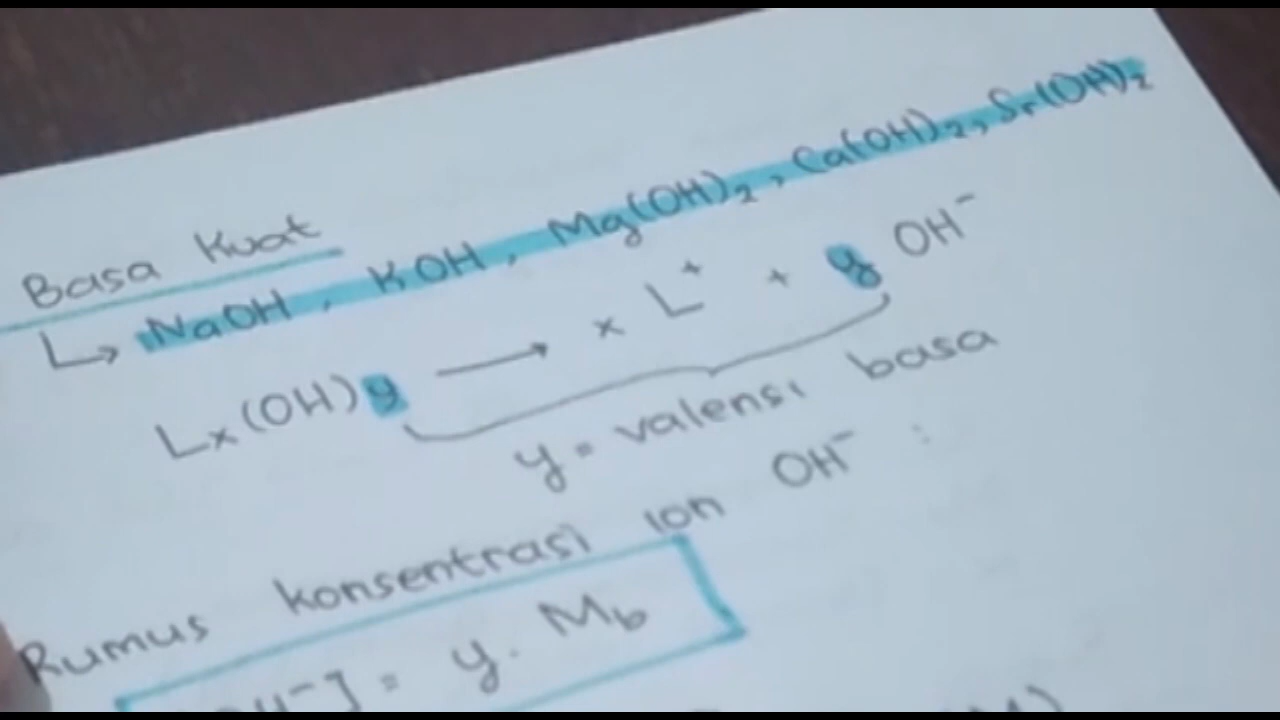 Basa Kuat
↳ NaOH, KOH, Mg(OH)₂, Ca(OH)₂, Sr(OH)₂
Lx(OH)y → x L⁺ + y OH⁻
y = valensi basa
Rumus konsentrasi ion OH⁻ :
] = y. Mb